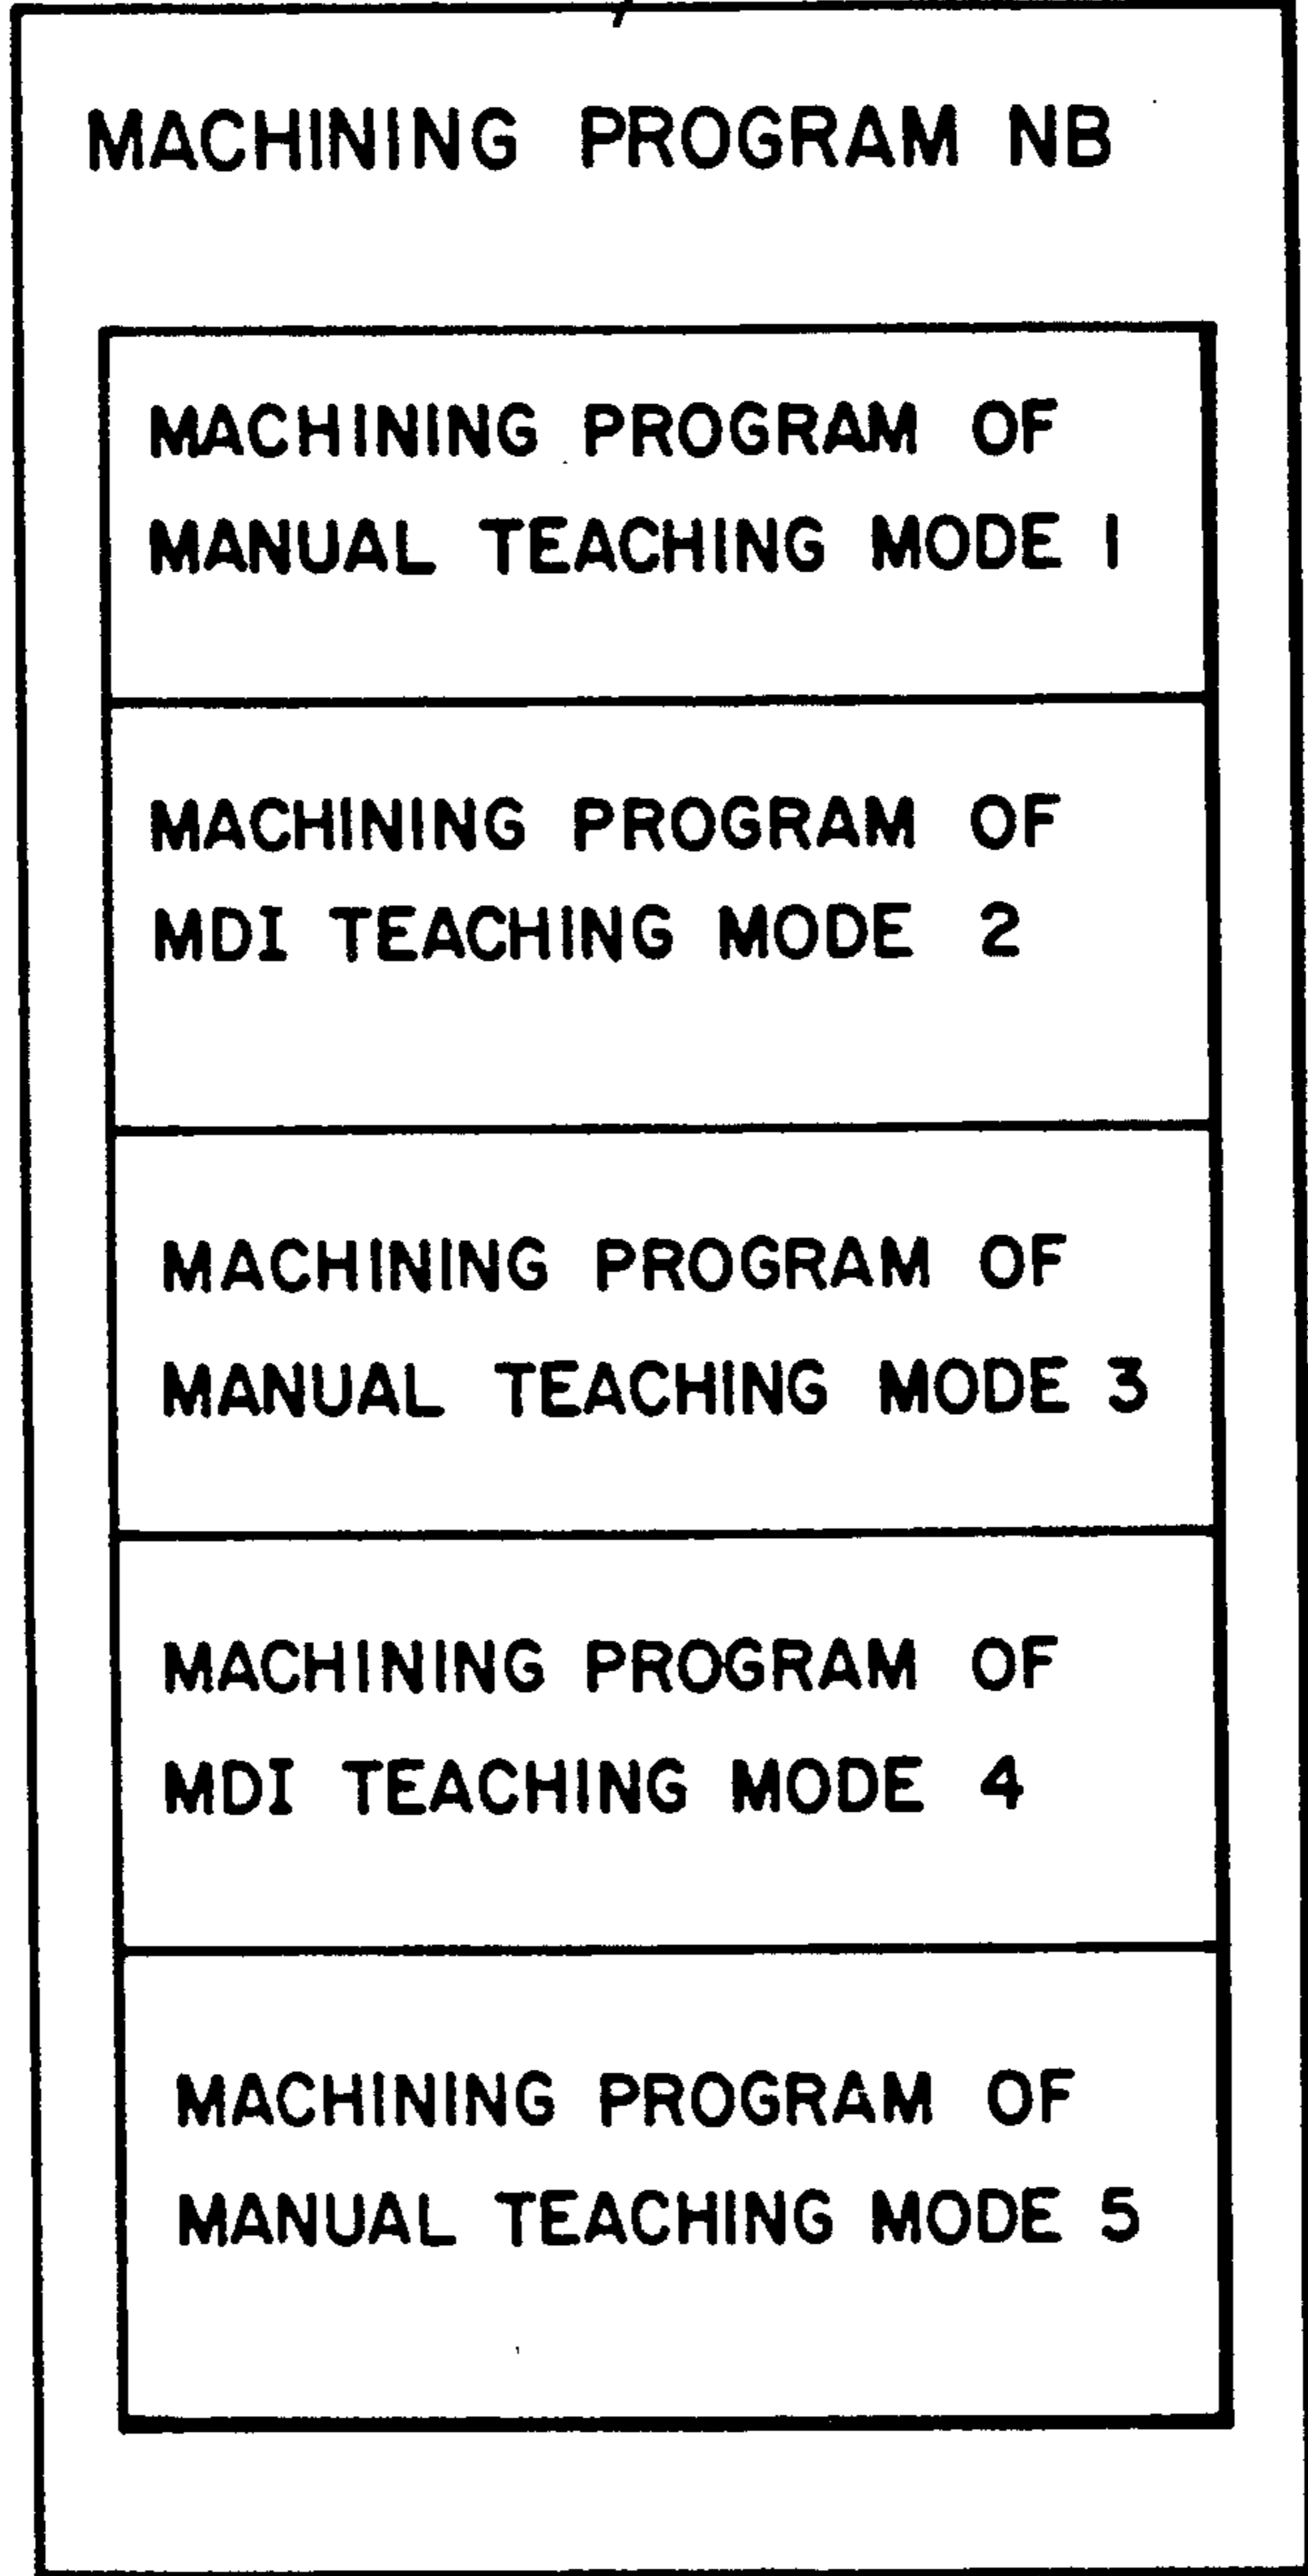 MACHINING PROGRAM NB
MACHINING PROGRAM OF
MANUAL TEACHING MODE 1
MACHINING PROGRAM OF
MDI TEACHING MODE 2
MACHINING PROGRAM OF
MANUAL TEACHING MODE 3
MACHINING PROGRAM OF
MDI TEACHING MODE 4
MACHINING PROGRAM OF
MANUAL TEACHING MODE 5